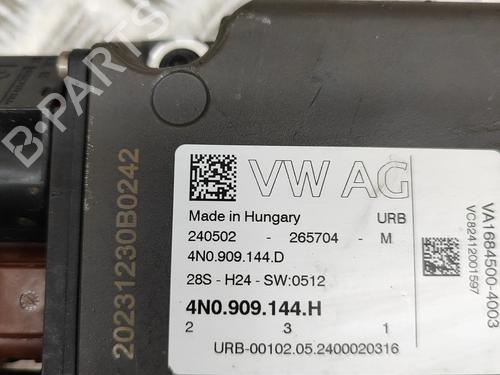 VW AG
Made in Hungary URB
240502 - 265704 - M
4N0.909.144.D
28S - H24 - SW:0512
4N0.909.144.H
2 3 1
URB-00102.05.2400020316
VA1684500-4003
VC82412001597
20231230B0242
B-PARTS